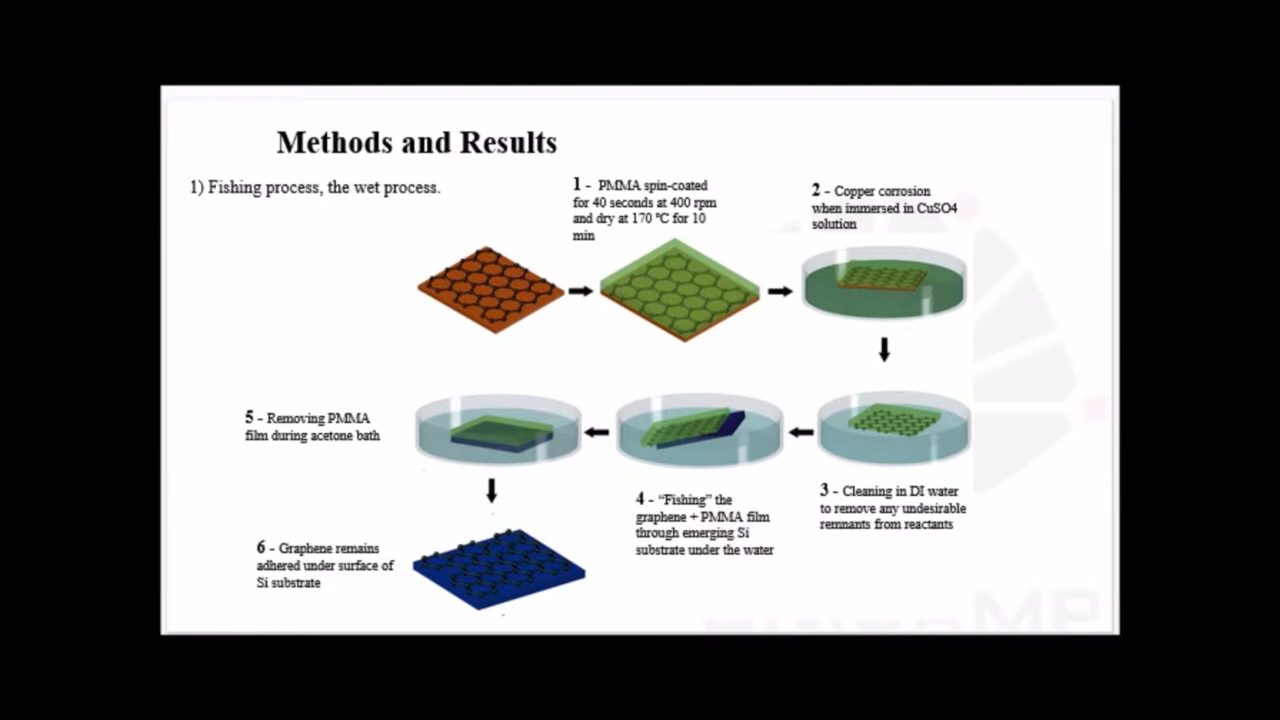 Methods and Results
1) Fishing process, the wet process.
1 - PMMA spin-coated
for 40 seconds at 400 rpm
and dry at 170 ºC for 10
min
2 - Copper corrosion
when immersed in CuSO4
solution
3 - Cleaning in DI water
to remove any undesirable
remnants from reactants
4 - “Fishing” the
graphene + PMMA film
through emerging Si
substrate under the water
5 - Removing PMMA
film during acetone bath
6 - Graphene remains
adhered under surface of
Si substrate